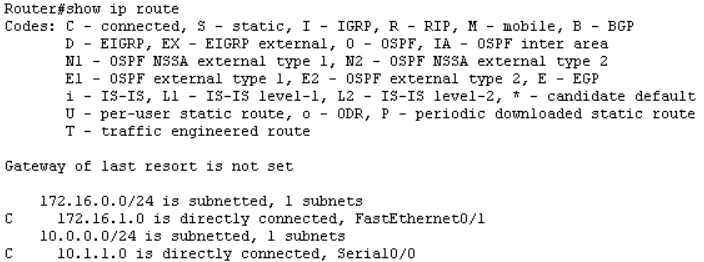 Router#show ip route
Codes: C - connected, S - static, I - IGRP, R - RIP, M - mobile, B - BGP
D - EIGRP, EX - EIGRP external, O - OSPF, IA - OSPF inter area
N1 - OSPF NSSA external type 1, N2 - OSPF NSSA external type 2
E1 - OSPF external type 1, E2 - OSPF external type 2, E - EGP
i - IS-IS, L1 - IS-IS level-1, L2 - IS-IS level-2, * - candidate default
U - per-user static route, o - ODR, P - periodic downloaded static route
T - traffic engineered route
Gateway of last resort is not set
172.16.0.0/24 is subnetted, 1 subnets
C 172.16.1.0 is directly connected, FastEthernet0/1
10.0.0.0/24 is subnetted, 1 subnets
C 10.1.1.0 is directly connected, Serial0/0